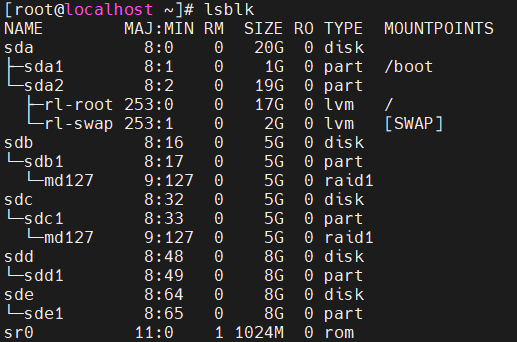 [root@localhost ~]# lsblk
NAME        MAJ:MIN RM  SIZE RO TYPE  MOUNTPOINTS
sda           8:0    0   20G  0 disk
├─sda1        8:1    0    1G  0 part  /boot
└─sda2        8:2    0   19G  0 part
  ├─rl-root 253:0    0   17G  0 lvm   /
  └─rl-swap 253:1    0    2G  0 lvm   [SWAP]
sdb           8:16   0    5G  0 disk
└─sdb1        8:17   0    5G  0 part
  └─md127     9:127  0    5G  0 raid1
sdc           8:32   0    5G  0 disk
└─sdc1        8:33   0    5G  0 part
  └─md127     9:127  0    5G  0 raid1
sdd           8:48   0    8G  0 disk
└─sdd1        8:49   0    8G  0 part
sde           8:64   0    8G  0 disk
└─sde1        8:65   0    8G  0 part
sr0          11:0    1 1024M  0 rom